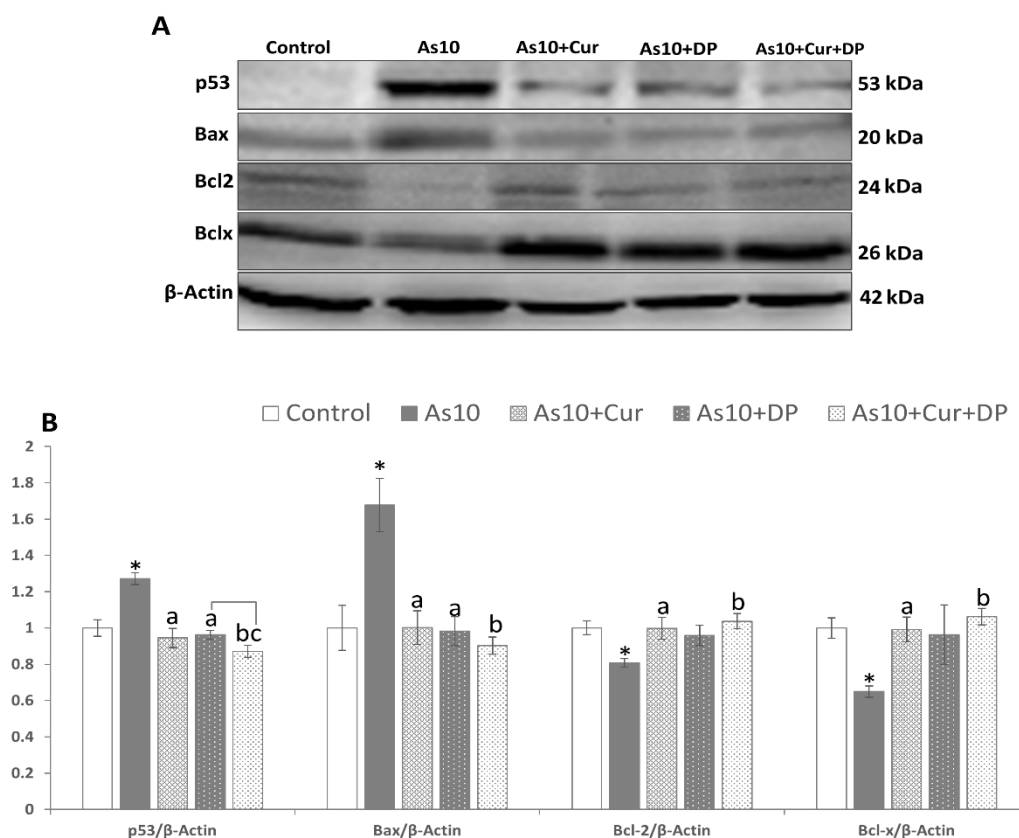 A
Control As10 As10+Cur As10+DP As10+Cur+DP
p53 53 kDa
Bax 20 kDa
Bcl2 24 kDa
Bclx 26 kDa
β-Actin 42 kDa
B
Control As10 As10+Cur As10+DP As10+Cur+DP
2
1.8
1.6
1.4
1.2
1
0.8
0.6
0.4
0.2
0
* a a bc
* a a b
* a b
* a b
p53/β-Actin Bax/β-Actin Bcl-2/β-Actin Bcl-x/β-Actin